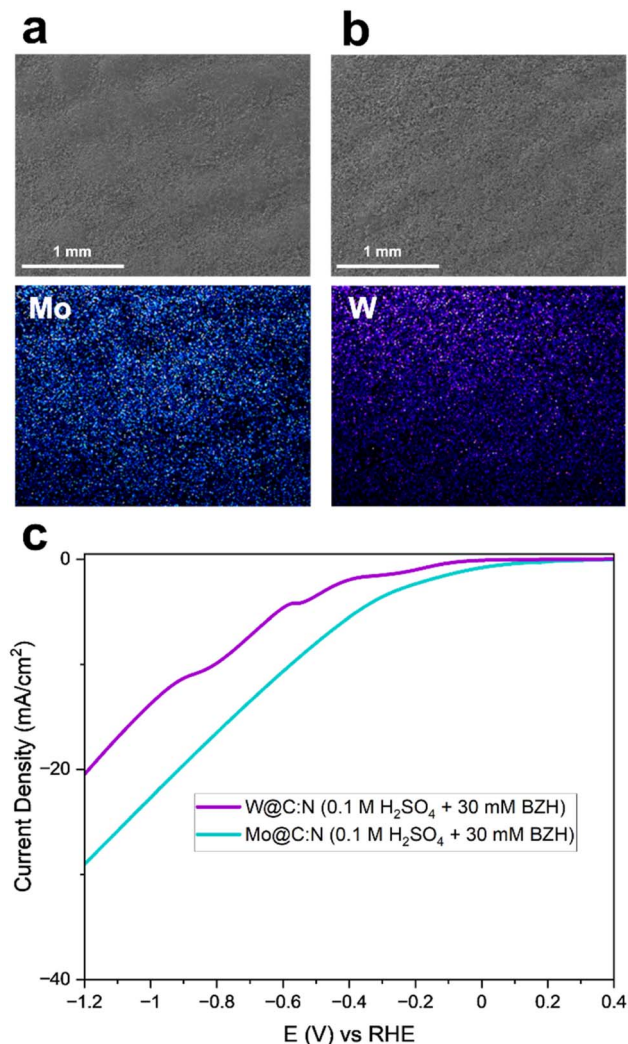 a
b
1 mm
1 mm
Mo
W
c
0
−20
−40
Current Density (mA/cm²)
W@C:N (0.1 M H₂SO₄ + 30 mM BZH)
Mo@C:N (0.1 M H₂SO₄ + 30 mM BZH)
−1.2 −1 −0.8 −0.6 −0.4 −0.2 0 0.2 0.4
E (V) vs RHE